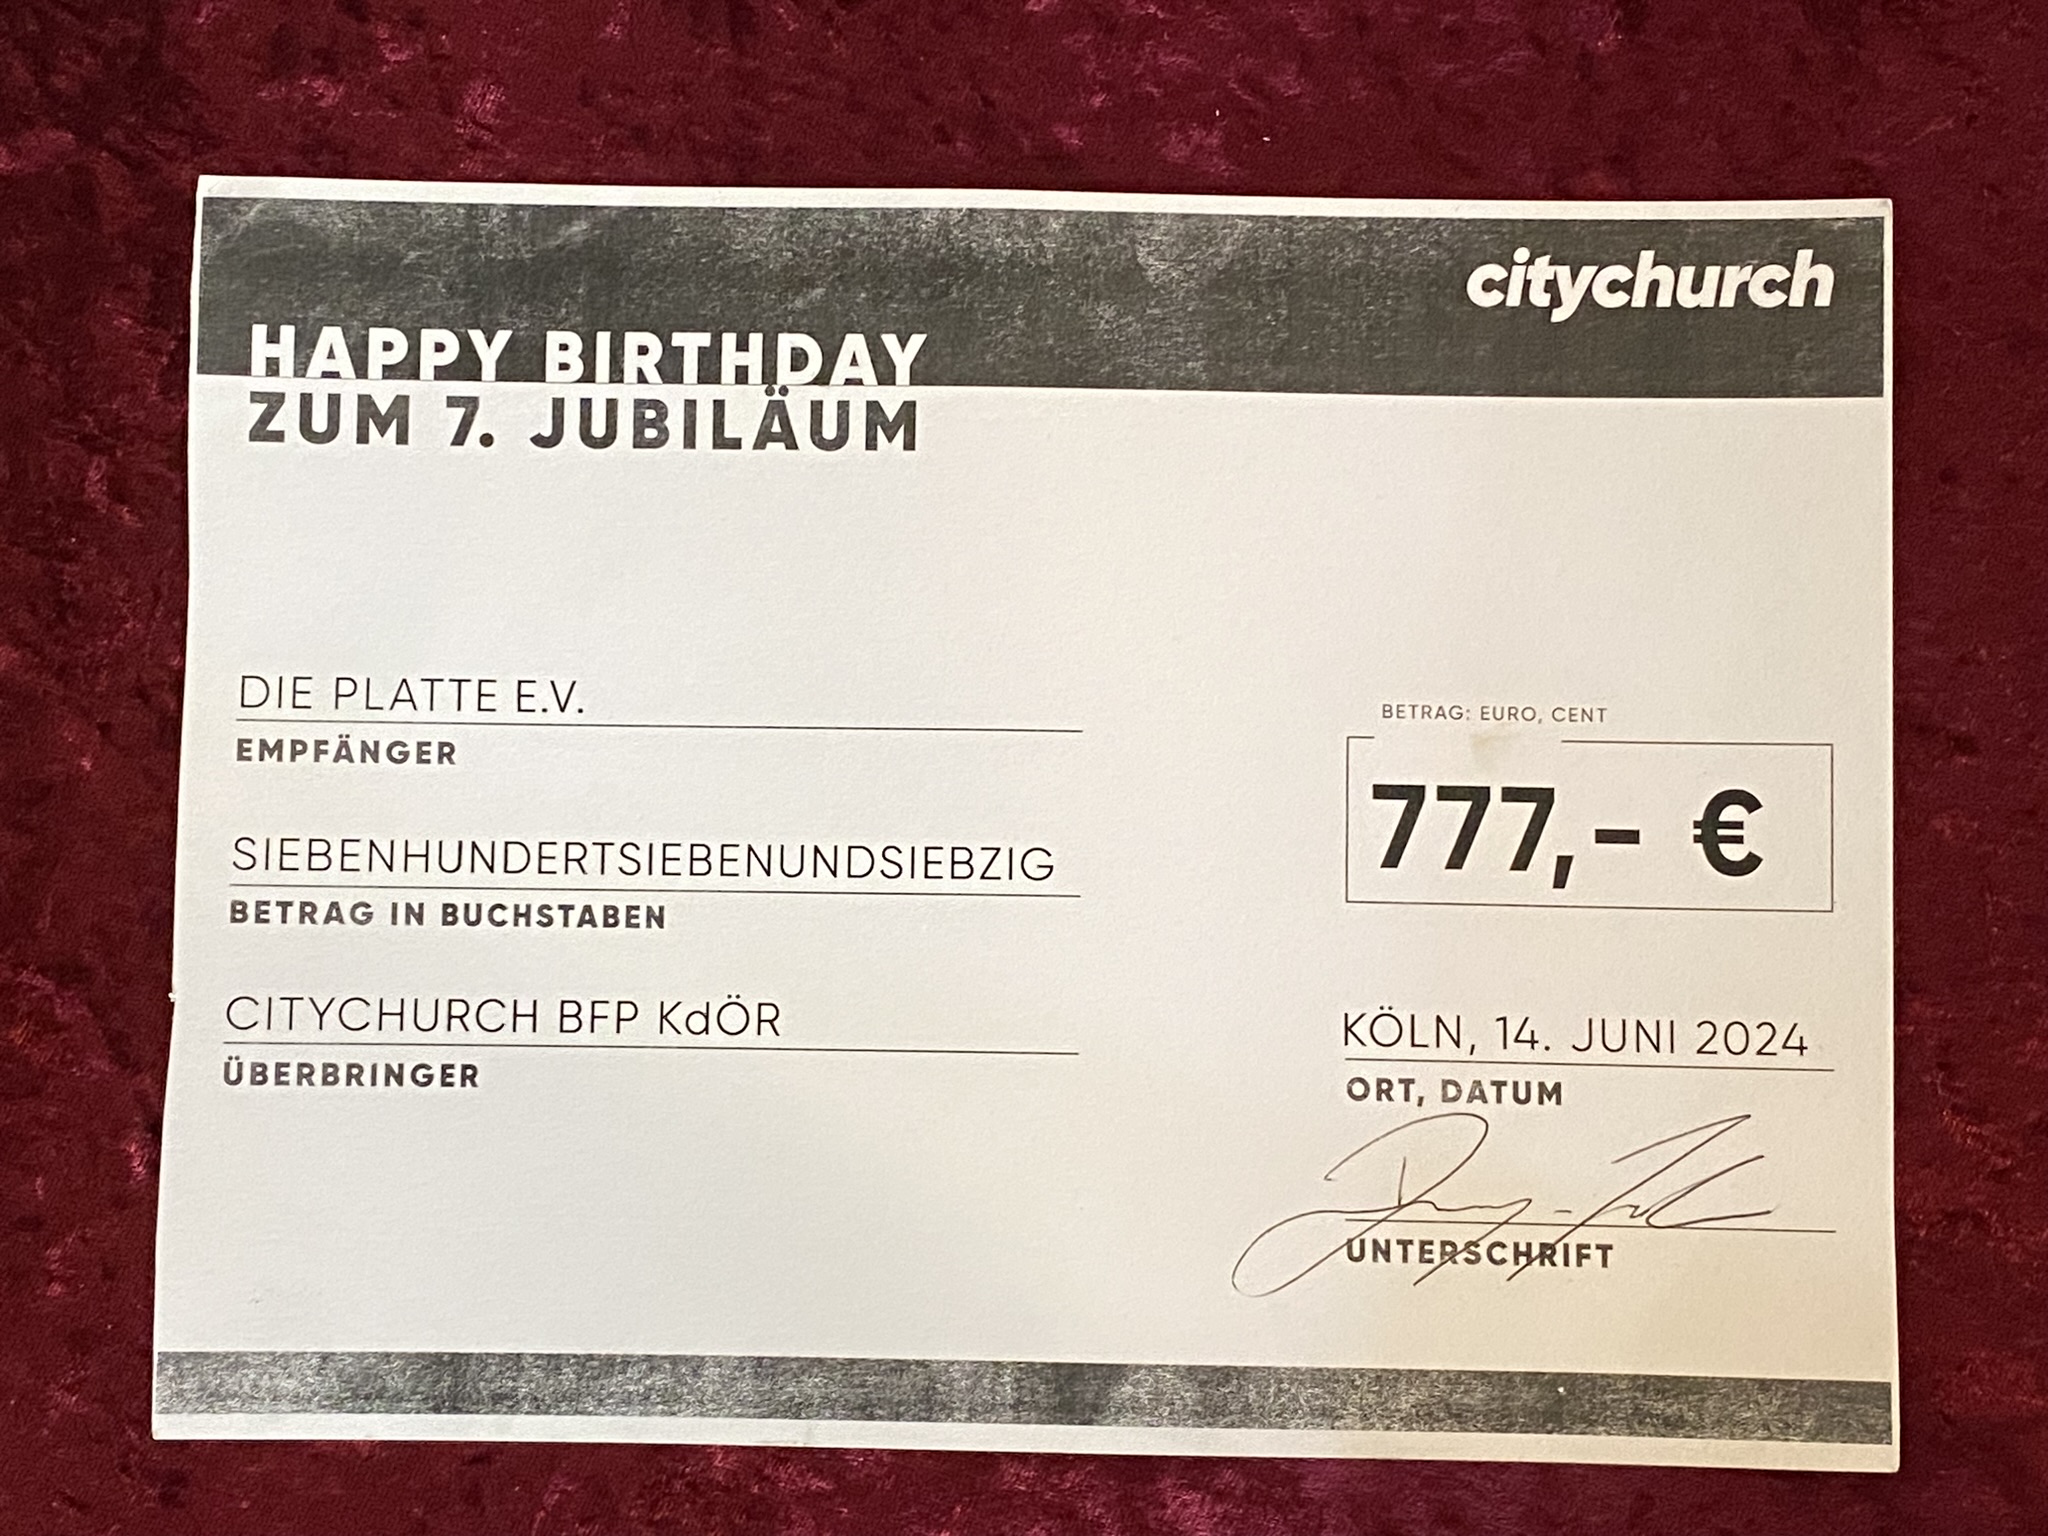 citychurch
HAPPY BIRTHDAY
ZUM 7. JUBILÄUM
DIE PLATTE E.V.
EMPFÄNGER
BETRAG: EURO, CENT
777,- €
SIEBENHUNDERTSIEBENUNDSIEBZIG
BETRAG IN BUCHSTABEN
CITYCHURCH BFP KdÖR
ÜBERBRINGER
KÖLN, 14. JUNI 2024
ORT, DATUM
UNTERSCHRIFT